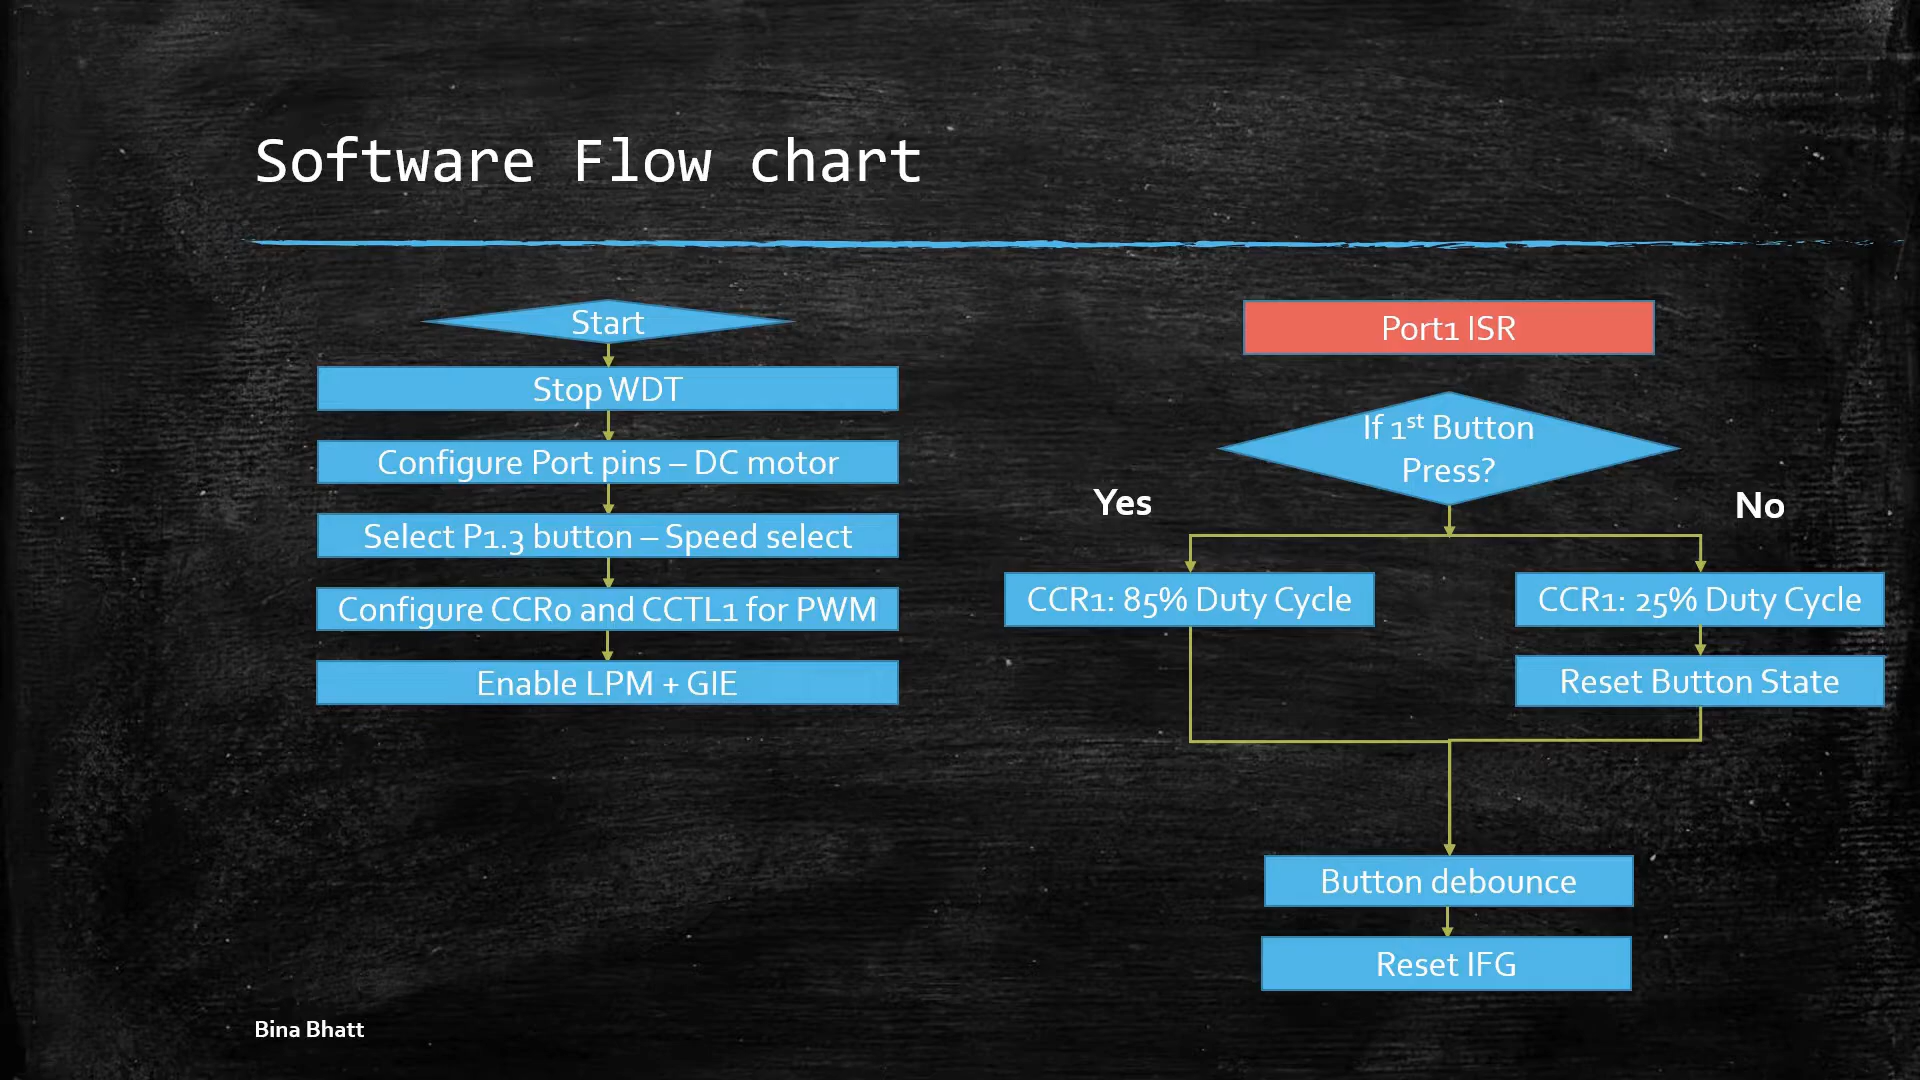 Software Flow chart
Start
Stop WDT
Configure Port pins – DC motor
Select P1.3 button – Speed select
Configure CCR0 and CCTL1 for PWM
Enable LPM + GIE
Port1 ISR
If 1st Button
Press?
Yes
No
CCR1: 85% Duty Cycle
CCR1: 25% Duty Cycle
Reset Button State
Button debounce
Reset IFG
Bina Bhatt